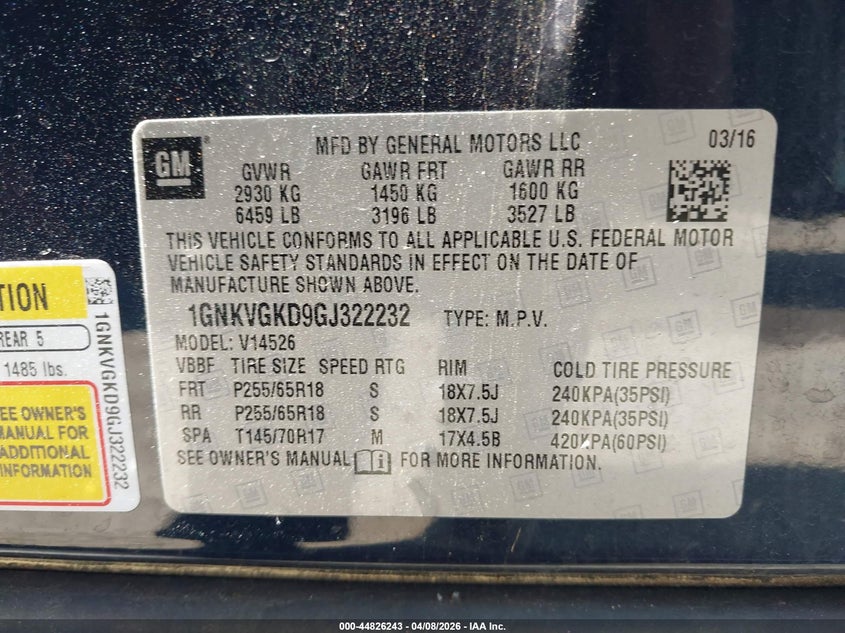 GM
MFD BY GENERAL MOTORS LLC
03/16
GVWR GAWR FRT GAWR RR
2930 KG 1450 KG 1600 KG
6459 LB 3196 LB 3527 LB
THIS VEHICLE CONFORMS TO ALL APPLICABLE U.S. FEDERAL MOTOR
VEHICLE SAFETY STANDARDS IN EFFECT ON THE DATE OF
MANUFACTURE SHOWN ABOVE.
1GNKVGKD9GJ322232 TYPE: M.P.V.
MODEL: V14526
VBBF TIRE SIZE SPEED RTG RIM COLD TIRE PRESSURE
FRT P255/65R18 S 18X7.5J 240KPA(35PSI)
RR P255/65R18 S 18X7.5J 240KPA(35PSI)
SPA T145/70R17 M 17X4.5B 420KPA(60PSI)
SEE OWNER'S MANUAL FOR MORE INFORMATION.
TION
REAR 5
1485 lbs.
EE OWNER'S
MANUAL FOR
ADDITIONAL
INFORMATION
1GNKVGKD9GJ322232
000-44826243 04/08/2026 - IAA Inc.